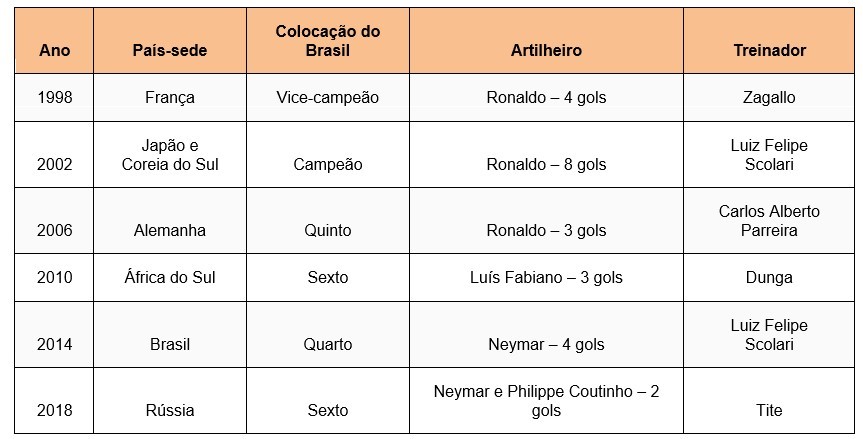 Ano País-sede Colocação do Brasil Artilheiro Treinador
1998 França Vice-campeão Ronaldo – 4 gols Zagallo
2002 Japão e Coreia do Sul Campeão Ronaldo – 8 gols Luiz Felipe Scolari
2006 Alemanha Quinto Ronaldo – 3 gols Carlos Alberto Parreira
2010 África do Sul Sexto Luís Fabiano – 3 gols Dunga
2014 Brasil Quarto Neymar – 4 gols Luiz Felipe Scolari
2018 Rússia Sexto Neymar e Philippe Coutinho – 2 gols Tite